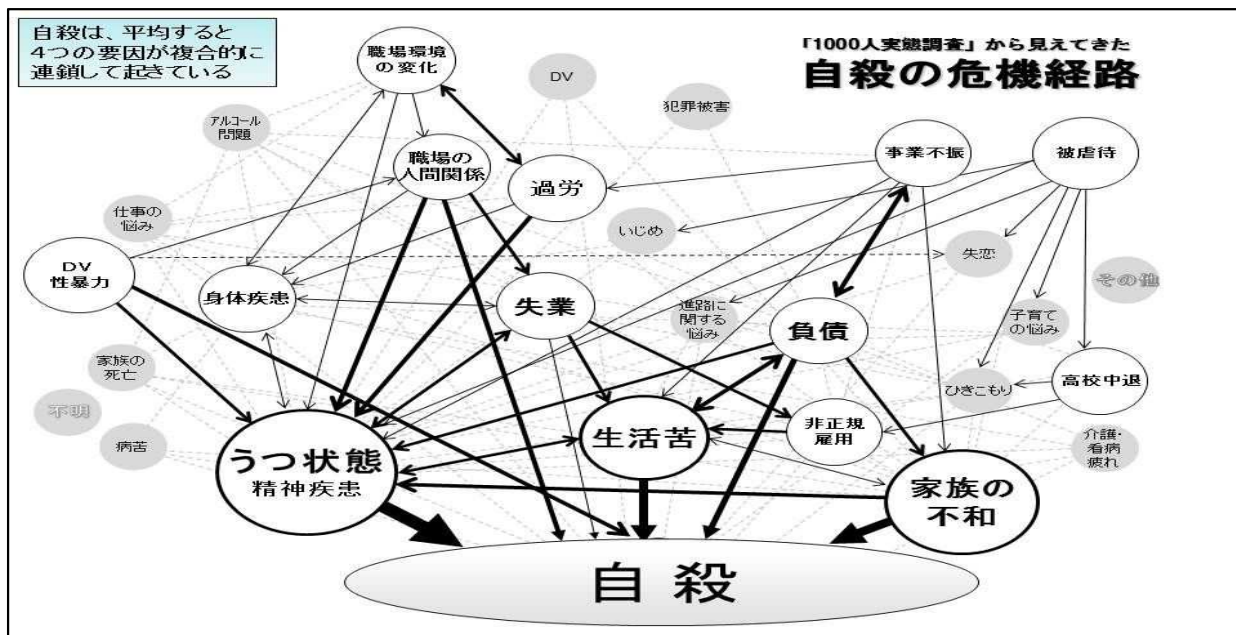 自殺は、平均すると
4つの要因が複合的に
連鎖して起きている
「1000人実態調査」から見えてきた
自殺の危機経路
職場環境
の変化
DV
犯罪被害
アルコール
問題
職場の
人間関係
過労
事業不振
被虐待
仕事の
悩み
いじめ
失恋
DV
性暴力
身体疾患
失業
進路に
関する
悩み
負債
その他
子育て
の悩み
家族の
死亡
ひきこもり
高校中退
不明
病苦
うつ状態
精神疾患
生活苦
非正規
雇用
介護・
看病
疲れ
家族の
不和
自殺